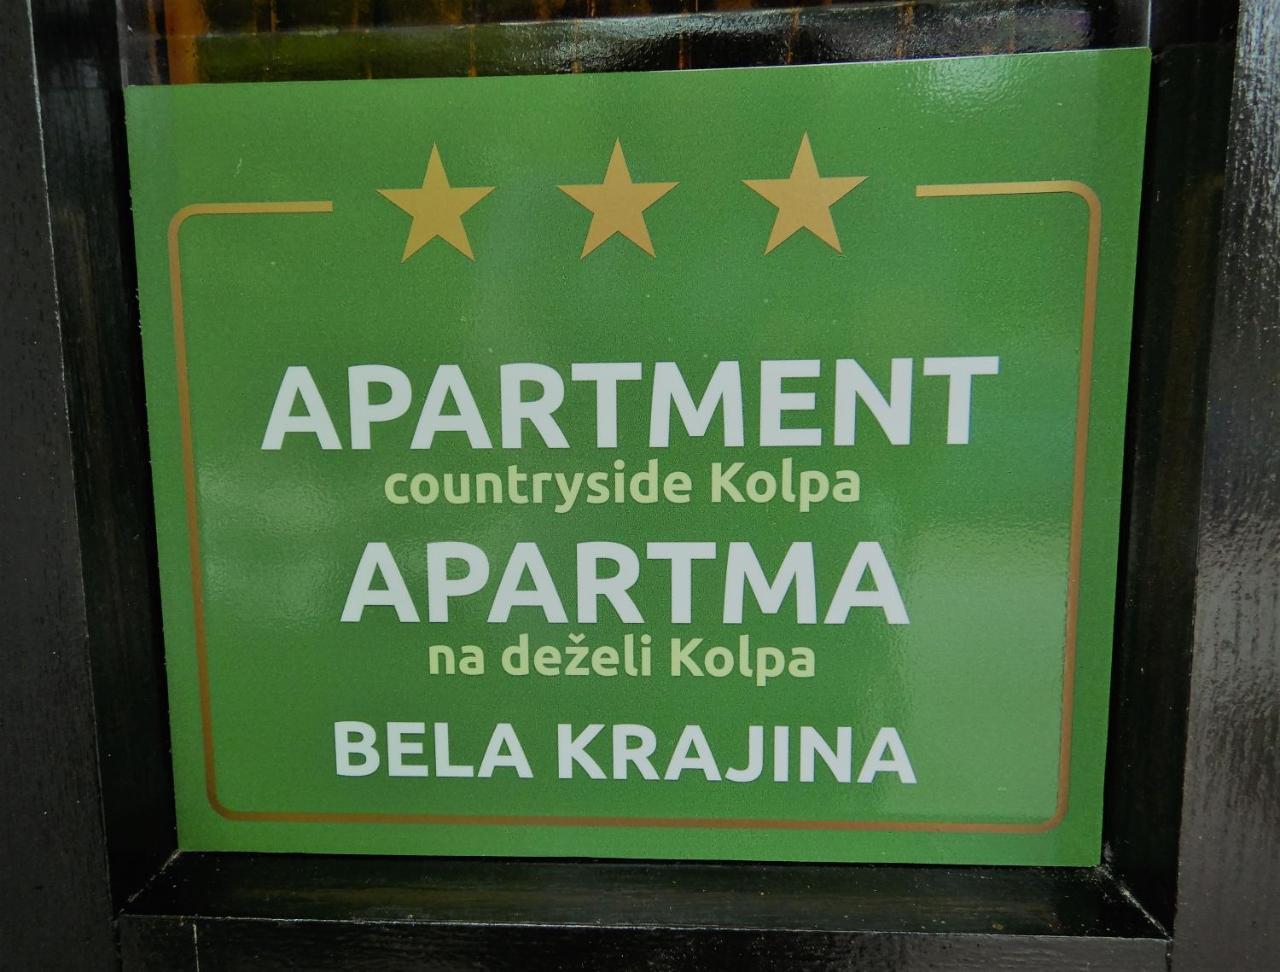 APARTMENT
countryside Kolpa
APARTMA
na deželi Kolpa
BELA KRAJINA